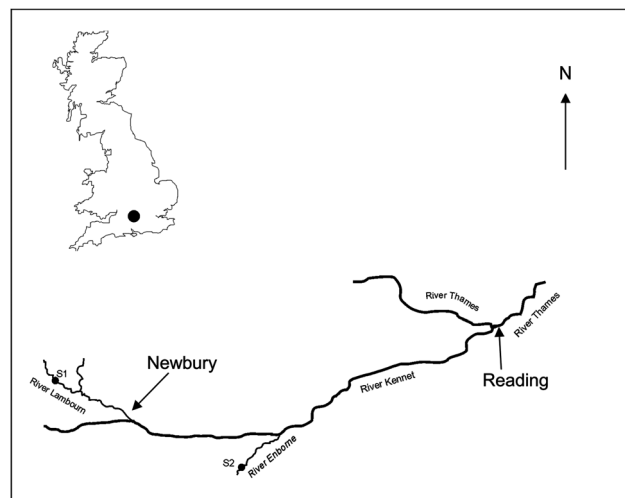 N
River Thames
River Thames
S1
Newbury
River Lambourn
River Kennet
Reading
S2
River Enborne